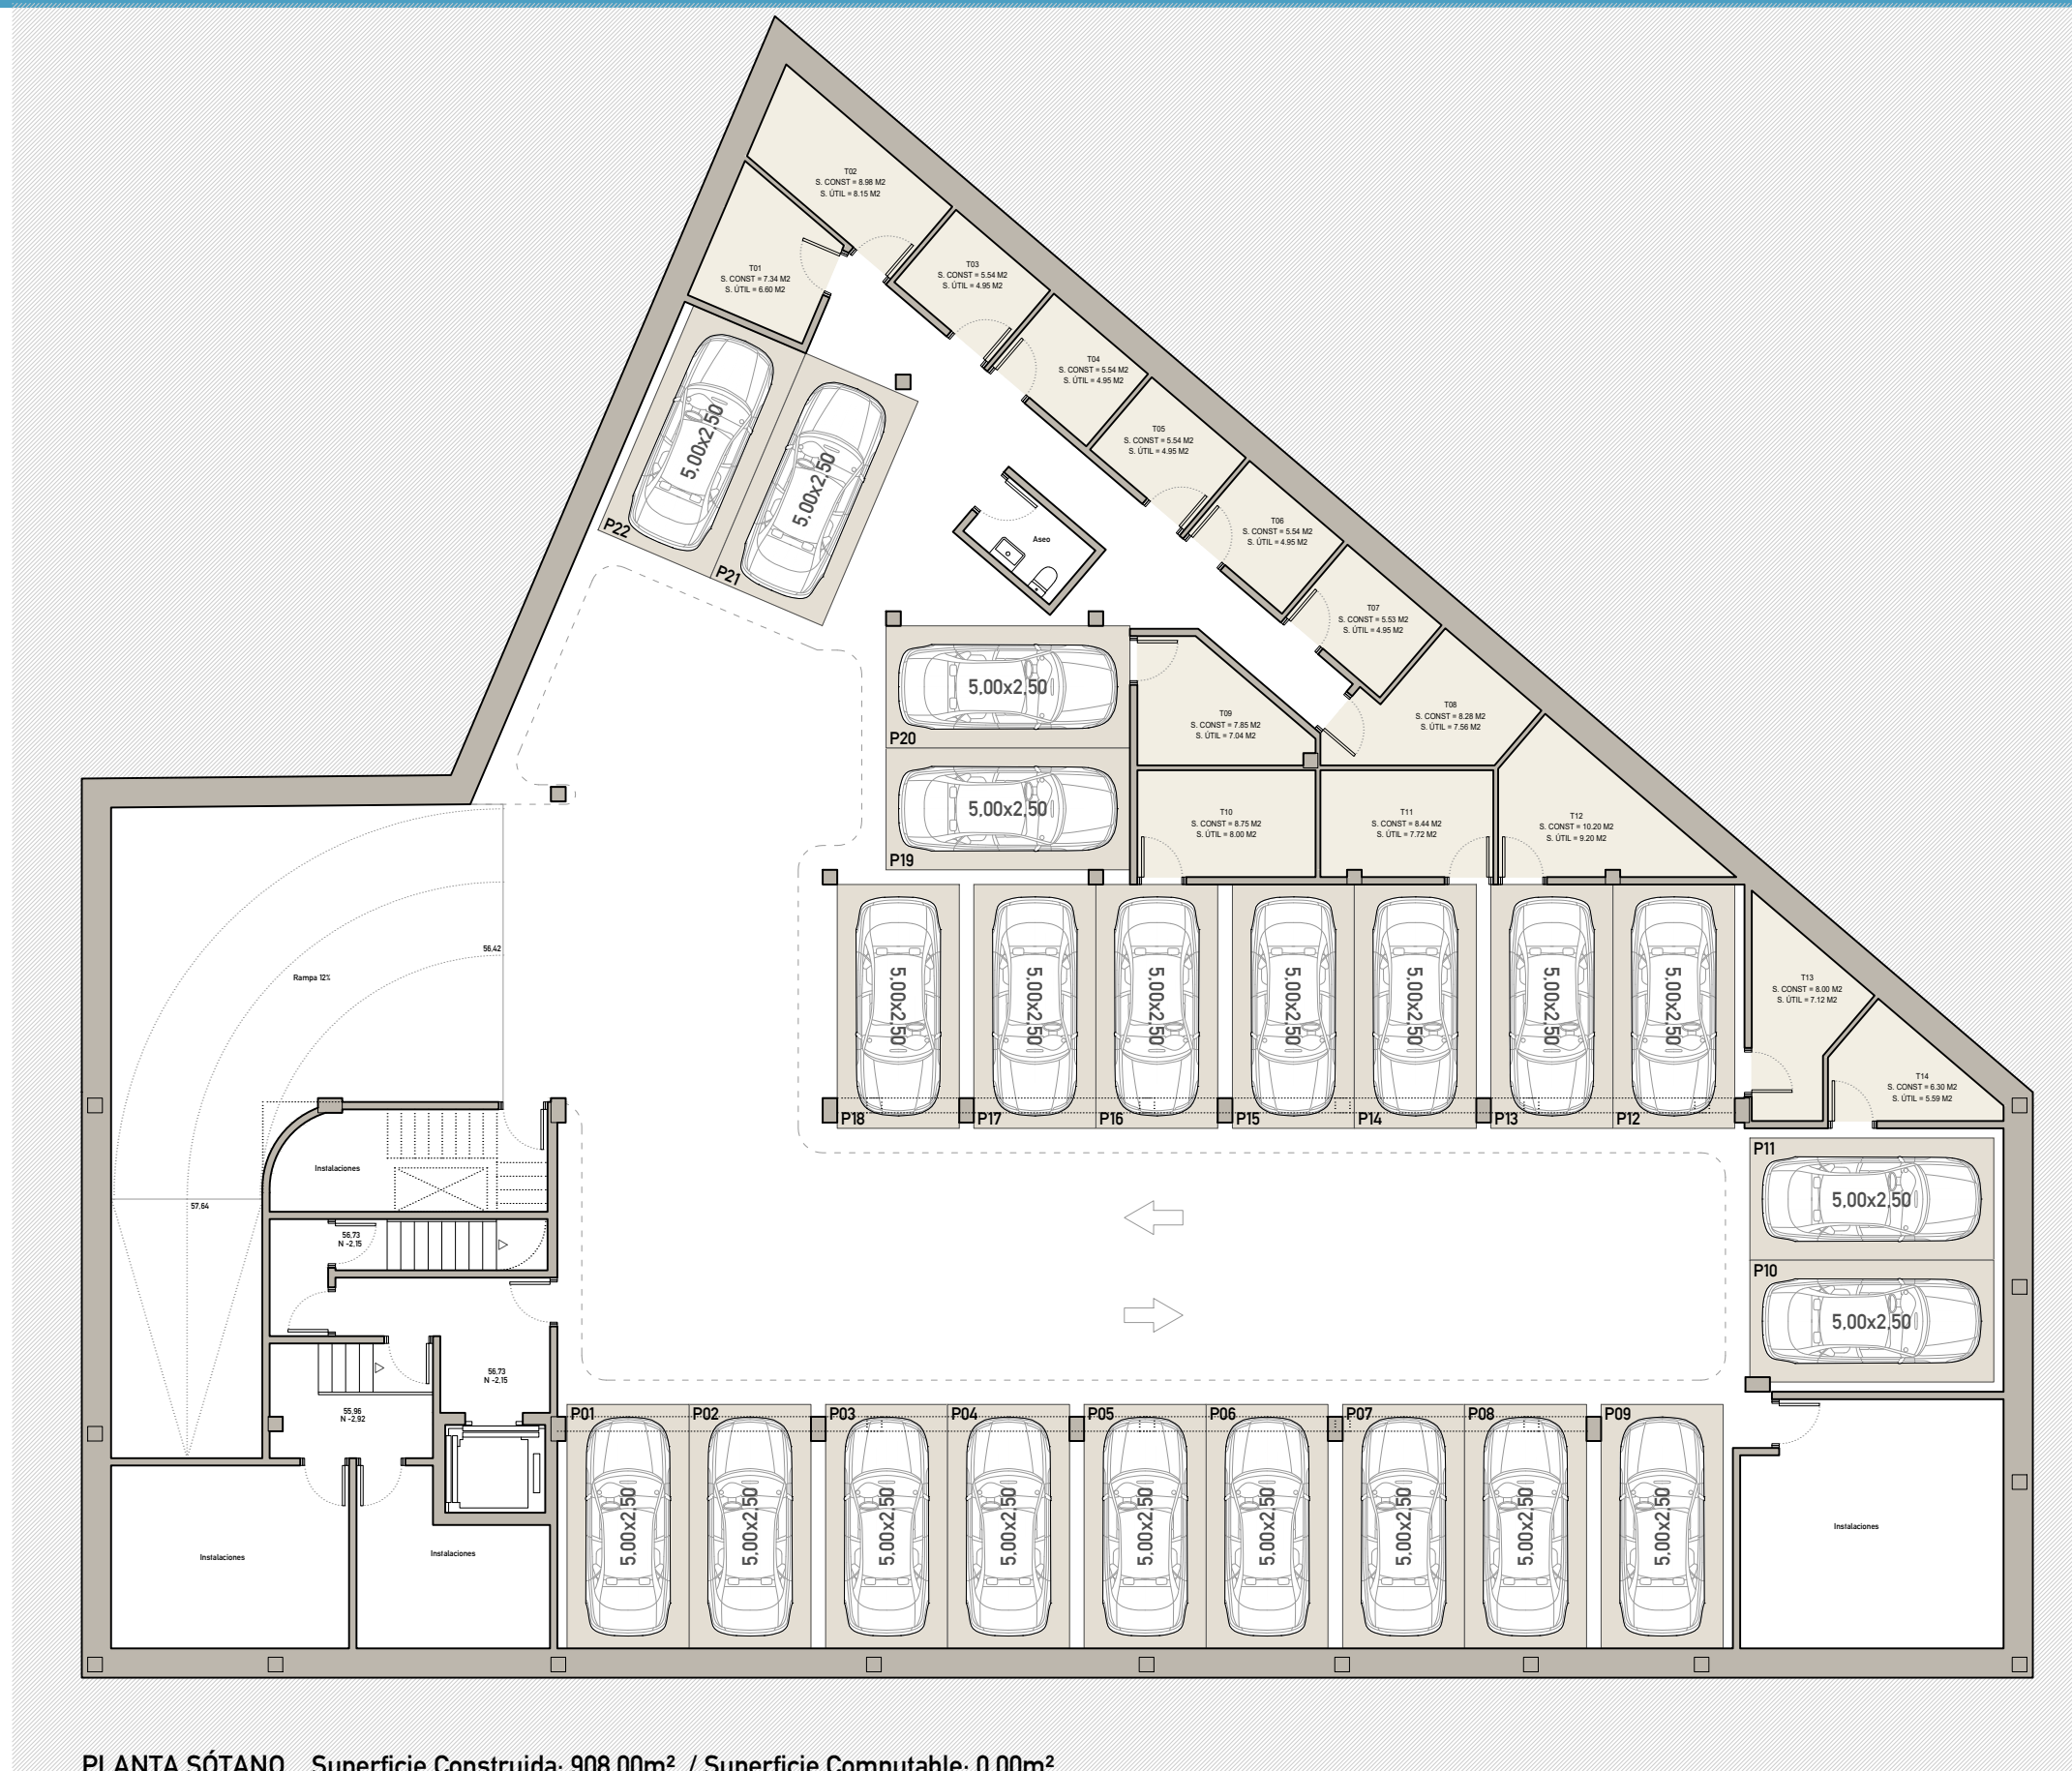 T02
S. CONST = 8.98 M2
S. ÚTIL = 8.15 M2
T01
S. CONST = 7.34 M2
S. ÚTIL = 6.60 M2
T03
S. CONST = 5.54 M2
S. ÚTIL = 4.95 M2
T04
S. CONST = 5.54 M2
S. ÚTIL = 4.95 M2
T05
S. CONST = 5.54 M2
S. ÚTIL = 4.95 M2
T06
S. CONST = 5.54 M2
S. ÚTIL = 4.95 M2
T07
S. CONST = 5.53 M2
S. ÚTIL = 4.95 M2
T08
S. CONST = 8.28 M2
S. ÚTIL = 7.56 M2
T09
S. CONST = 7.85 M2
S. ÚTIL = 7.04 M2
T10
S. CONST = 8.75 M2
S. ÚTIL = 8.00 M2
T11
S. CONST = 8.44 M2
S. ÚTIL = 7.72 M2
T12
S. CONST = 10.20 M2
S. ÚTIL = 9.20 M2
T13
S. CONST = 8.00 M2
S. ÚTIL = 7.12 M2
T14
S. CONST = 6.30 M2
S. ÚTIL = 5.59 M2
5,00x2,50
P22
5,00x2,50
P21
Aseo
5,00x2,50
P20
5,00x2,50
P19
56,42
Rampa 12%
5,00x2,50
P18
5,00x2,50
P17
5,00x2,50
P16
5,00x2,50
P15
5,00x2,50
P14
5,00x2,50
P13
5,00x2,50
P12
P11
5,00x2,50
P10
5,00x2,50
Instalaciones
57,64
56,73
N -2,15
56,73
N -2,15
55,96
N -2,92
P01
5,00x2,50
P02
5,00x2,50
P03
5,00x2,50
P04
5,00x2,50
P05
5,00x2,50
P06
5,00x2,50
P07
5,00x2,50
P08
5,00x2,50
P09
5,00x2,50
Instalaciones
Instalaciones
Instalaciones
PLANTA SÓTANO Superficie Construida: 908,00m² / Superficie Computable: 0,00m²